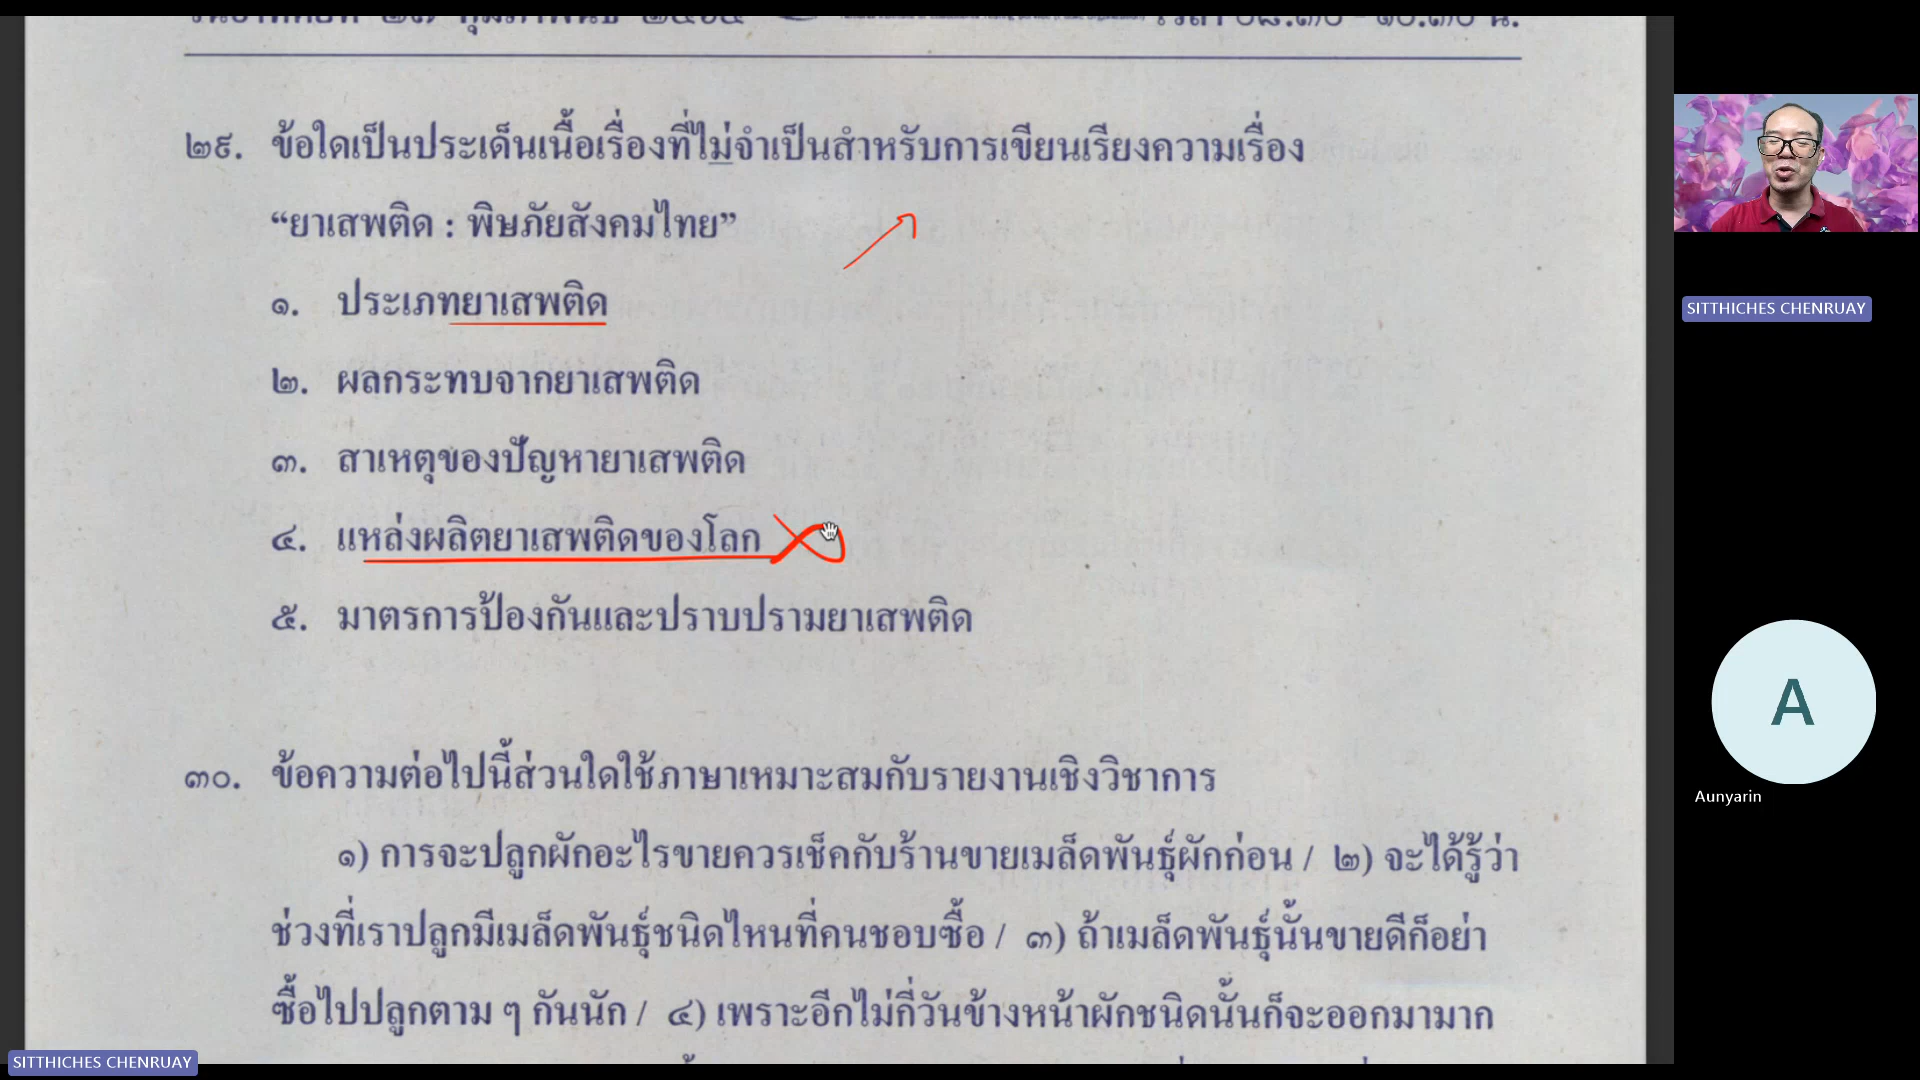 ๒๙. ข้อใดเป็นประเด็นเนื้อเรื่องที่ไม่จำเป็นสำหรับการเขียนเรียงความเรื่อง
“ยาเสพติด : พิษภัยสังคมไทย”
๑. ประเภทยาเสพติด
๒. ผลกระทบจากยาเสพติด
๓. สาเหตุของปัญหายาเสพติด
๔. แหล่งผลิตยาเสพติดของโลก
๕. มาตรการป้องกันและปราบปรามยาเสพติด
๓๐. ข้อความต่อไปนี้ส่วนใดใช้ภาษาเหมาะสมกับรายงานเชิงวิชาการ
๑) การจะปลูกผักอะไรขายควรเช็คกับร้านขายเมล็ดพันธุ์ผักก่อน / ๒) จะได้รู้ว่า
ช่วงที่เราปลูกมีเมล็ดพันธุ์ชนิดไหนที่คนชอบซื้อ / ๓) ถ้าเมล็ดพันธุ์นั้นขายดีก็อย่า
ซื้อไปปลูกตาม ๆ กันนัก / ๔) เพราะอีกไม่กี่วันข้างหน้าผักชนิดนั้นก็จะออกมามาก
SITTHICHES CHENRUAY
A
Aunyarin
SITTHICHES CHENRUAY